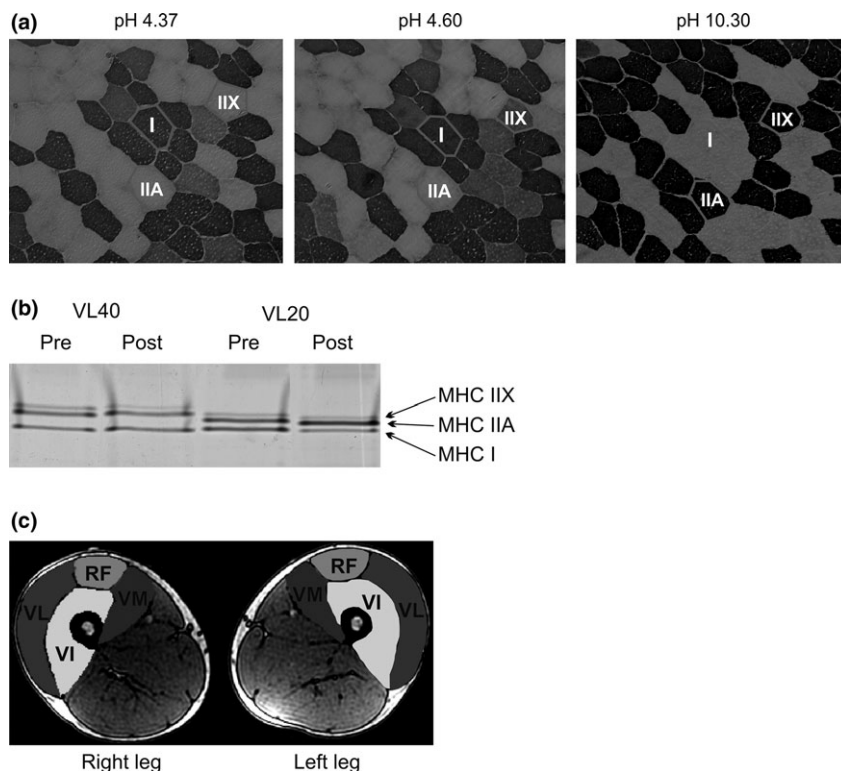 (a)
pH 4.37 pH 4.60 pH 10.30
IIX
I
IIA
IIX
I
IIA
IIX
I
IIA
(b)
VL40 VL20
Pre Post Pre Post
MHC IIX
MHC IIA
MHC I
(c)
RF
VM
VL
VI
RF
VM
VI
VL
Right leg Left leg